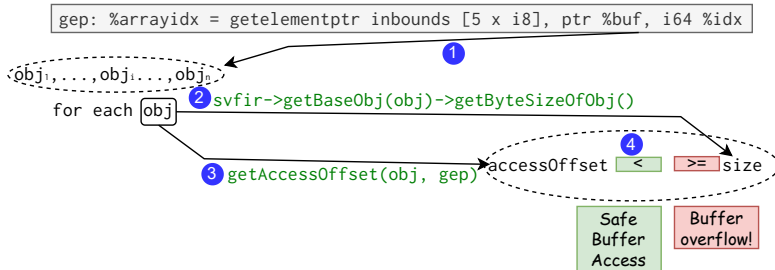 gep: %arrayidx = getelementptr inbounds [5 x i8], ptr %buf, i64 %idx
1
obj₁,...,objᵢ...,objₙ
2 svfir->getBaseObj(obj)->getByteSizeOfObj()
for each obj
4
accessOffset < >= size
3 getAccessOffset(obj, gep)
Safe
Buffer
Access
Buffer
overflow!